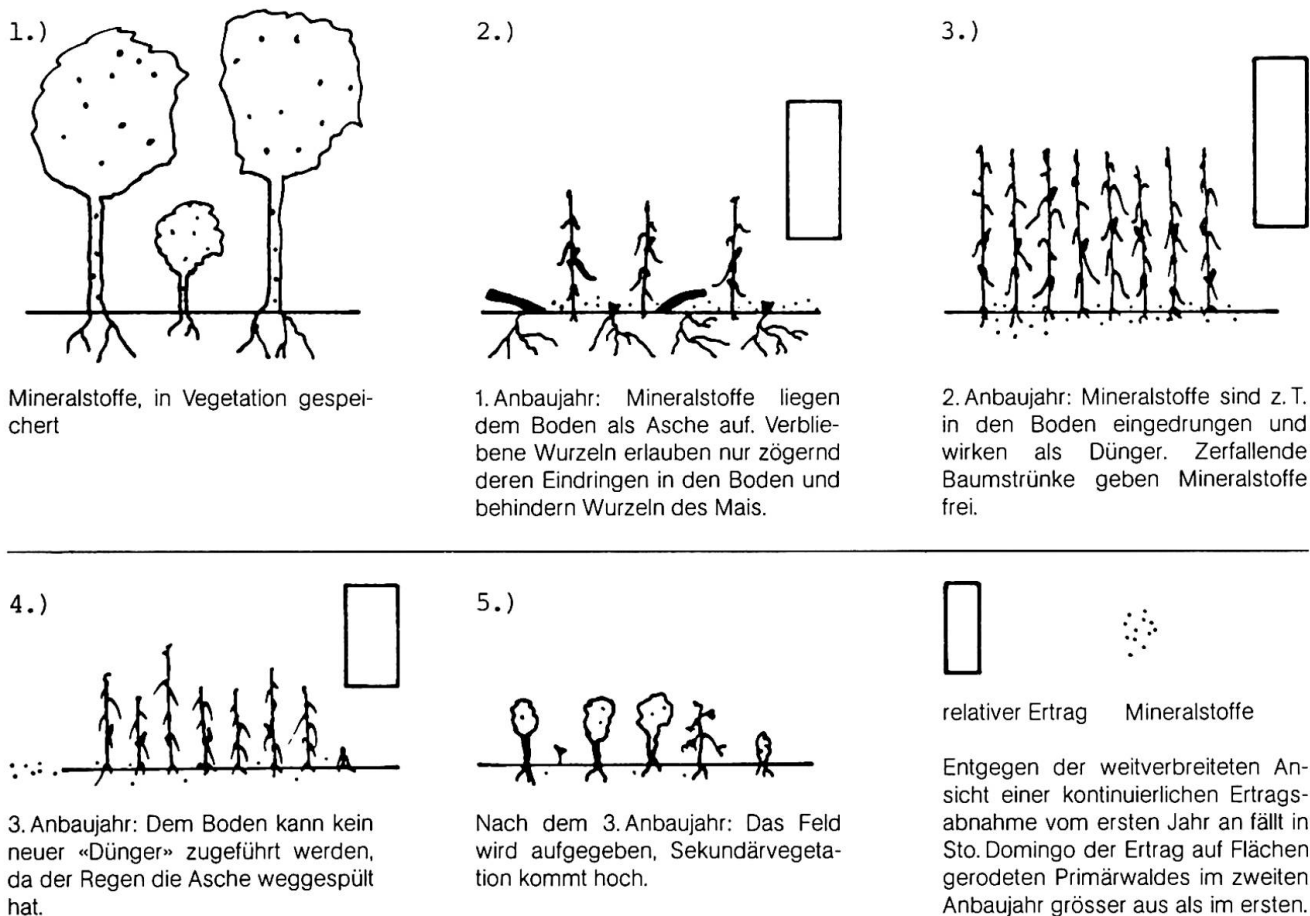 1.)
Mineralstoffe, in Vegetation gespei-
chert
2.)
1. Anbaujahr: Mineralstoffe liegen
dem Boden als Asche auf. Verblie-
bene Wurzeln erlauben nur zögernd
deren Eindringen in den Boden und
behindern Wurzeln des Mais.
3.)
2. Anbaujahr: Mineralstoffe sind z. T.
in den Boden eingedrungen und
wirken als Dünger. Zerfallende
Baumstrünke geben Mineralstoffe
frei.
4.)
3. Anbaujahr: Dem Boden kann kein
neuer «Dünger» zugeführt werden,
da der Regen die Asche weggespült
hat.
5.)
Nach dem 3. Anbaujahr: Das Feld
wird aufgegeben, Sekundärvegeta-
tion kommt hoch.
relativer Ertrag Mineralstoffe
Entgegen der weitverbreiteten An-
sicht einer kontinuierlichen Ertrags-
abnahme vom ersten Jahr an fällt in
Sto. Domingo der Ertrag auf Flächen
gerodeten Primärwaldes im zweiten
Anbaujahr grösser aus als im ersten.